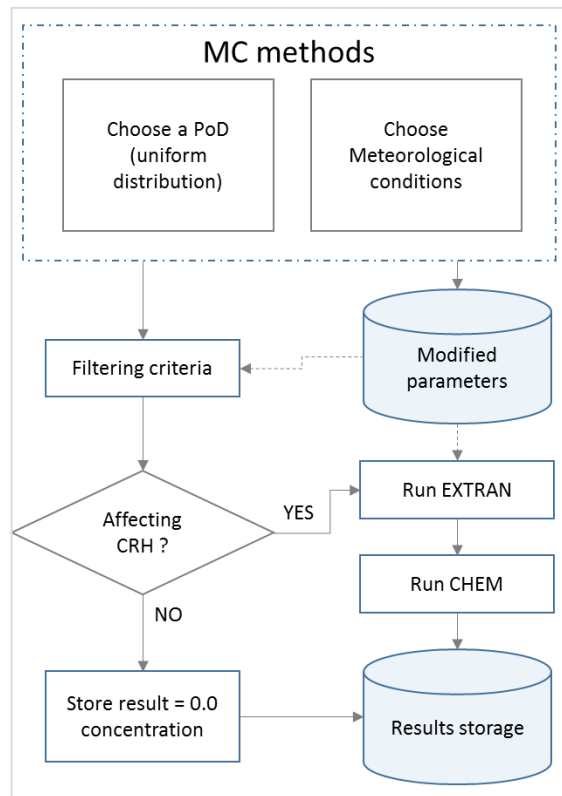 MC methods
Choose a PoD
(uniform
distribution)
Choose
Meteorological
conditions
Filtering criteria
Modified
parameters
Affecting
CRH ?
YES
Run EXTRAN
Run CHEM
NO
Store result = 0.0
concentration
Results storage